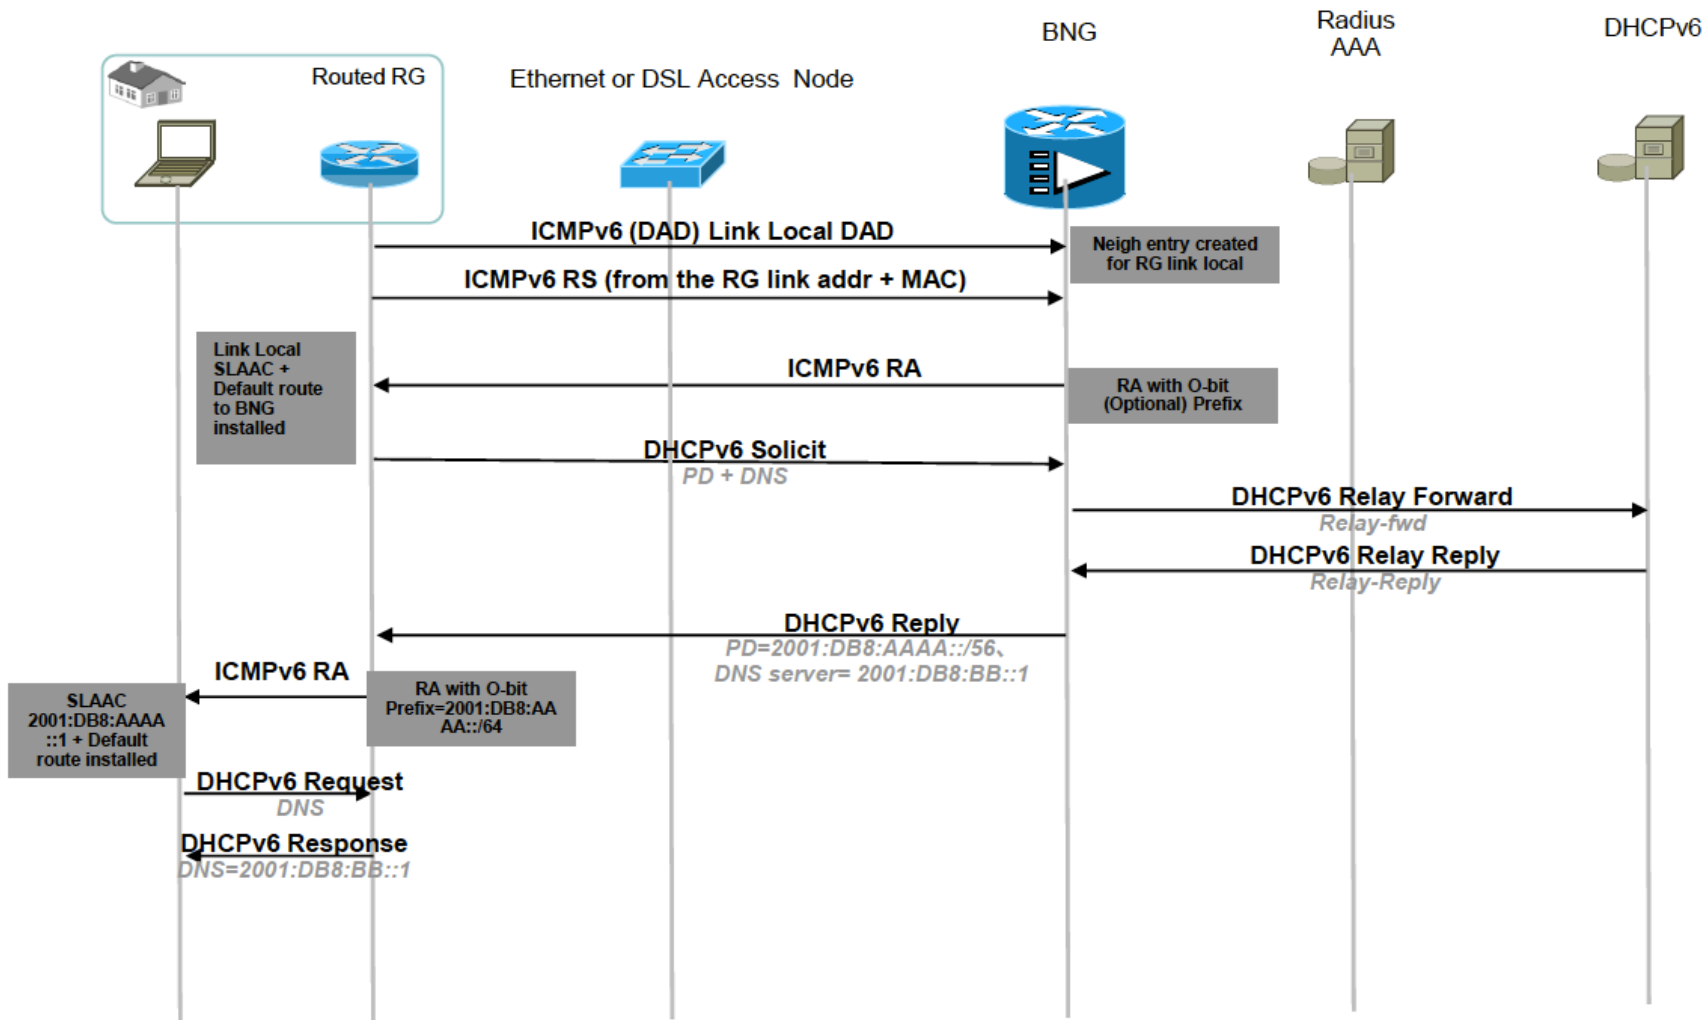 BNG
Radius
AAA
DHCPv6
Routed RG
Ethernet or DSL Access Node
ICMPv6 (DAD) Link Local DAD
Neigh entry created
for RG link local
ICMPv6 RS (from the RG link addr + MAC)
Link Local
SLAAC +
Default route
to BNG
installed
ICMPv6 RA
RA with O-bit
(Optional) Prefix
DHCPv6 Solicit
PD + DNS
DHCPv6 Relay Forward
Relay-fwd
DHCPv6 Relay Reply
Relay-Reply
DHCPv6 Reply
PD=2001:DB8:AAAA::/56、
DNS server= 2001:DB8:BB::1
ICMPv6 RA
RA with O-bit
Prefix=2001:DB8:AA
AA::/64
SLAAC
2001:DB8:AAAA
::1 + Default
route installed
DHCPv6 Request
DNS
DHCPv6 Response
DNS=2001:DB8:BB::1